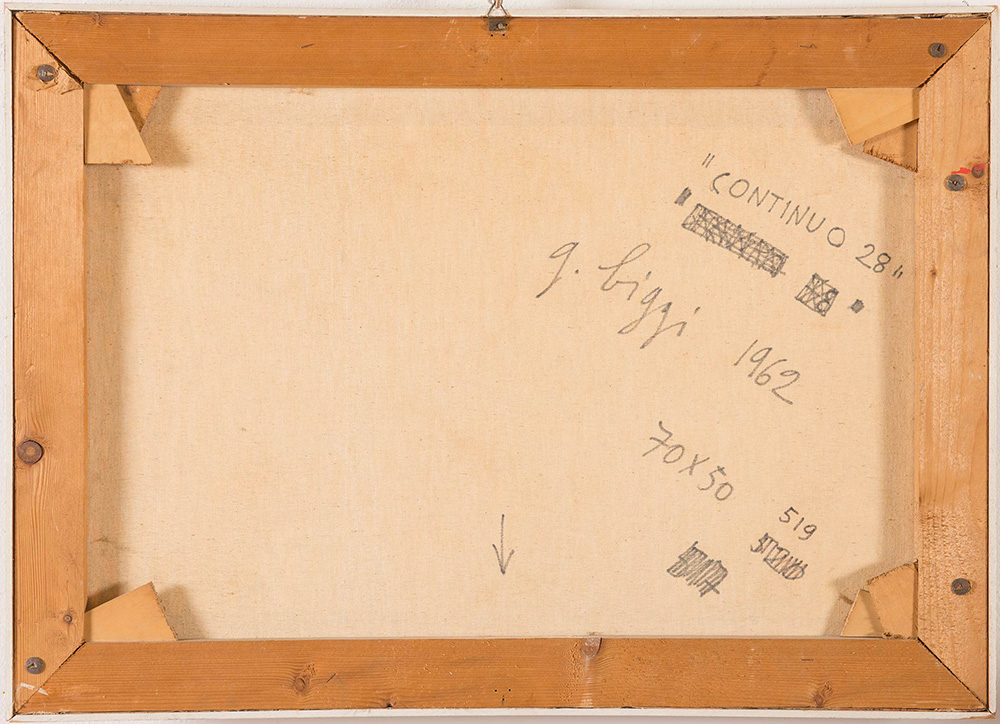 "CONTINUO 28"
g. biggi
1962
70x50
519